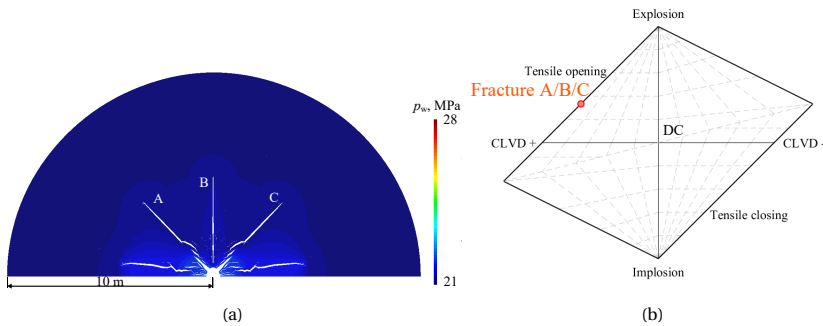 p_w, MPa
28
A
B
C
21
10 m
(a)
Explosion
Tensile opening
Fracture A/B/C
DC
CLVD +
CLVD -
Tensile closing
Implosion
(b)